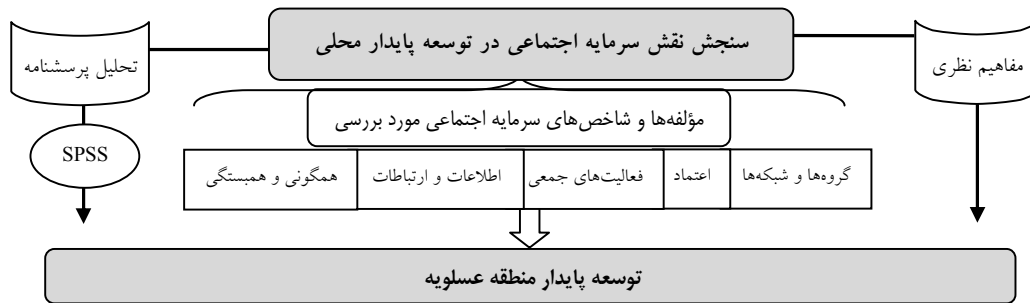 سنجش نقش سرمایه اجتماعی در توسعه پایدار محلی
مفاهیم نظری
تحلیل پرسشنامه
مؤلفه‌ها و شاخص‌های سرمایه اجتماعی مورد بررسی
SPSS
گروه‌ها و شبکه‌ها
اعتماد
فعالیت‌های جمعی
اطلاعات و ارتباطات
همگونی و همبستگی
توسعه پایدار منطقه عسلویه